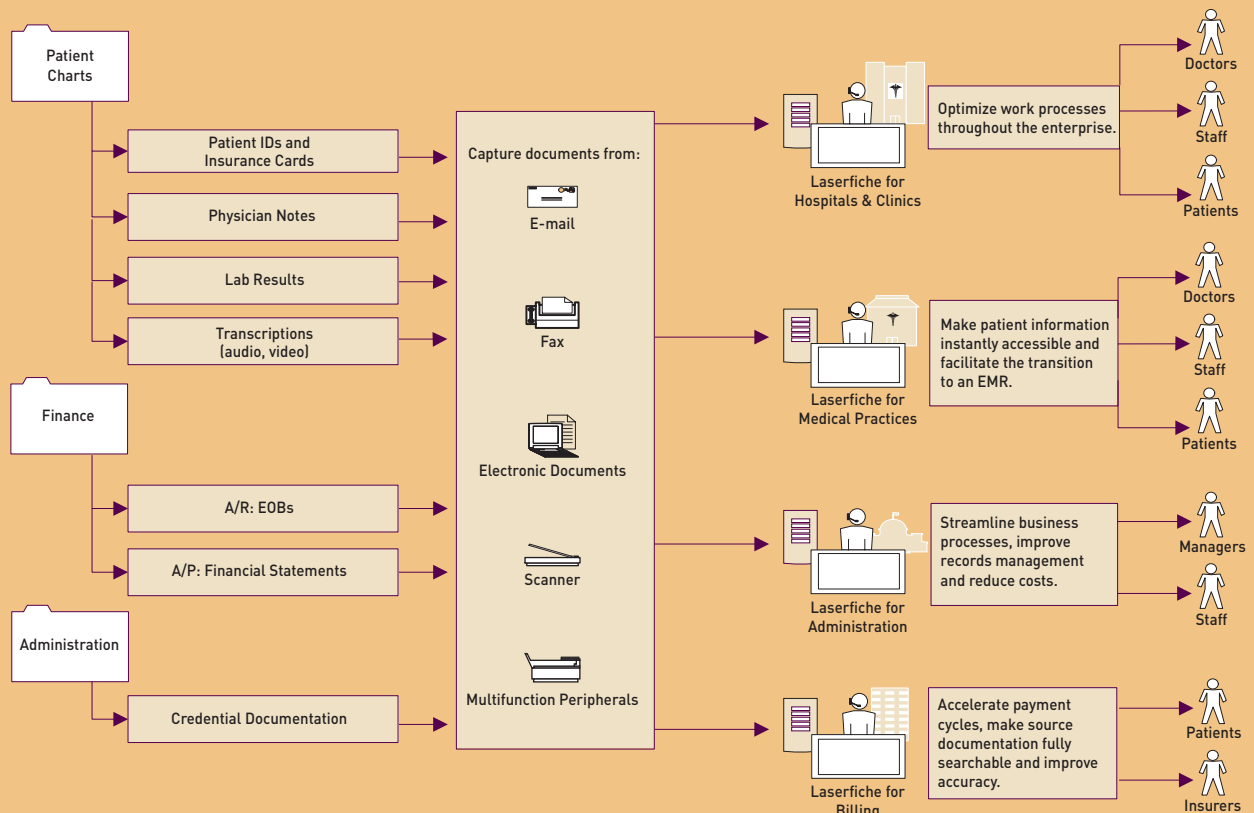 Patient
Charts
Patient IDs and
Insurance Cards
Physician Notes
Lab Results
Transcriptions
(audio, video)
Finance
A/R: EOBs
A/P: Financial Statements
Administration
Credential Documentation
Capture documents from:
E-mail
Fax
Electronic Documents
Scanner
Multifunction Peripherals
Laserfiche for
Hospitals & Clinics
Optimize work processes
throughout the enterprise.
Doctors
Staff
Patients
Laserfiche for
Medical Practices
Make patient information
instantly accessible and
facilitate the transition
to an EMR.
Doctors
Staff
Patients
Laserfiche for
Administration
Streamline business
processes, improve
records management
and reduce costs.
Managers
Staff
Laserfiche for
Billing
Accelerate payment
cycles, make source
documentation fully
searchable and improve
accuracy.
Patients
Insurers